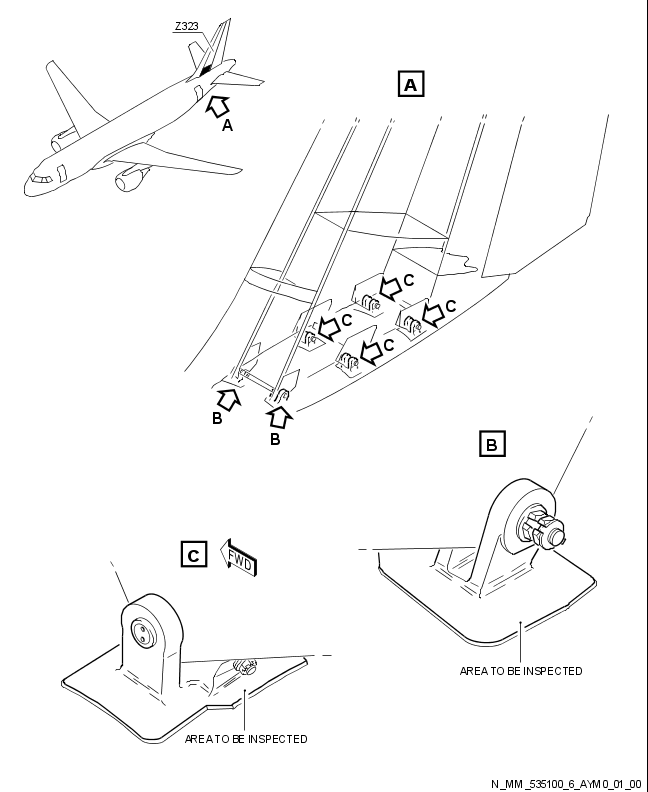 Z323
A
A
C
C
C
C
B
B
B
C
FWD
AREA TO BE INSPECTED
AREA TO BE INSPECTED
N_MM_535100_6_AYM0_01_00